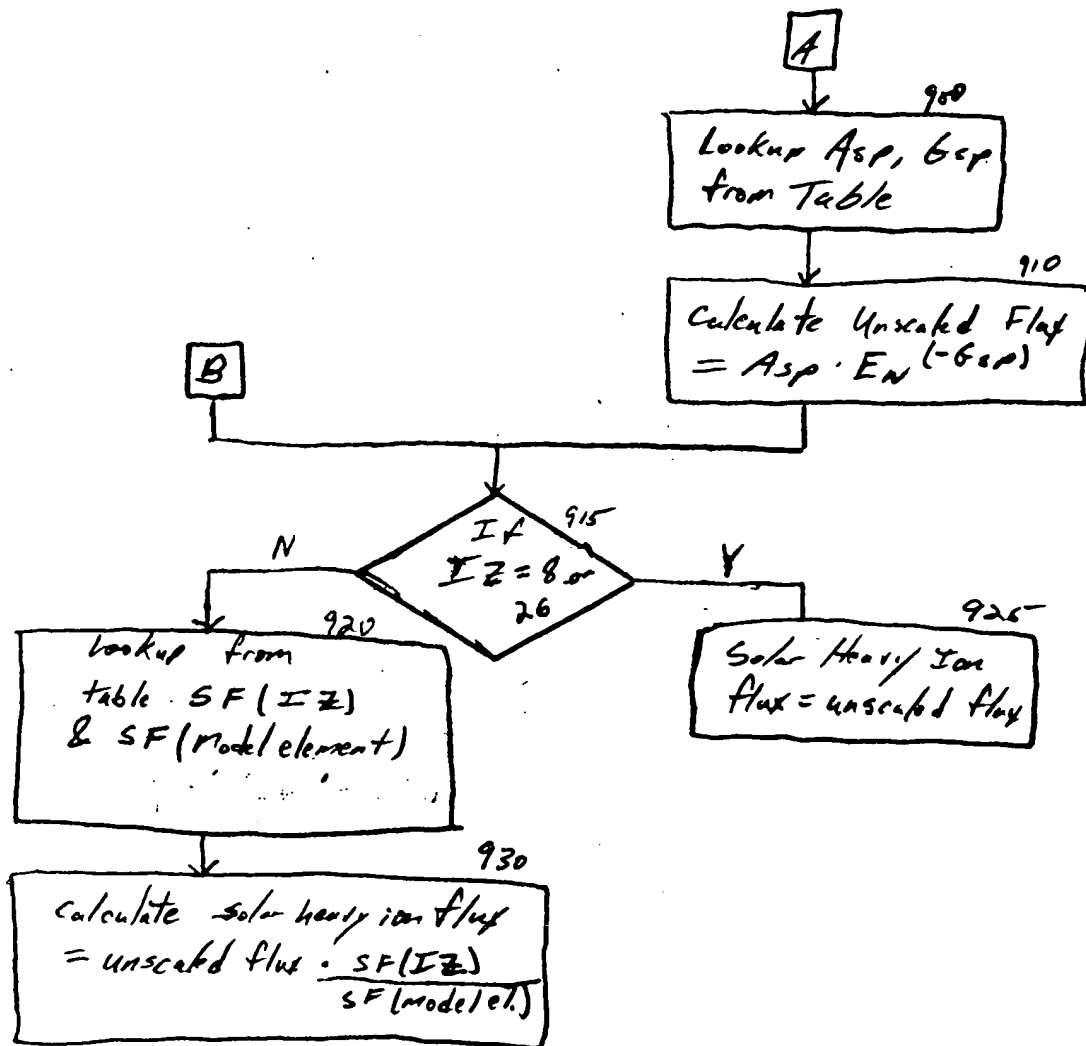 A
900
Lookup Asp, Gsp
from Table
910
Calculate Unscaled Flux
= Asp · EN (-Gsp)
B
If 915
IZ = 8 or
26
N
Y
920
Lookup from
table SF(IZ)
& SF(Model element)
925
Solar Heavy Ion
flux = unscaled flux
930
Calculate solar heavy ion flux
= unscaled flux · SF(IZ)
SF(model el.)